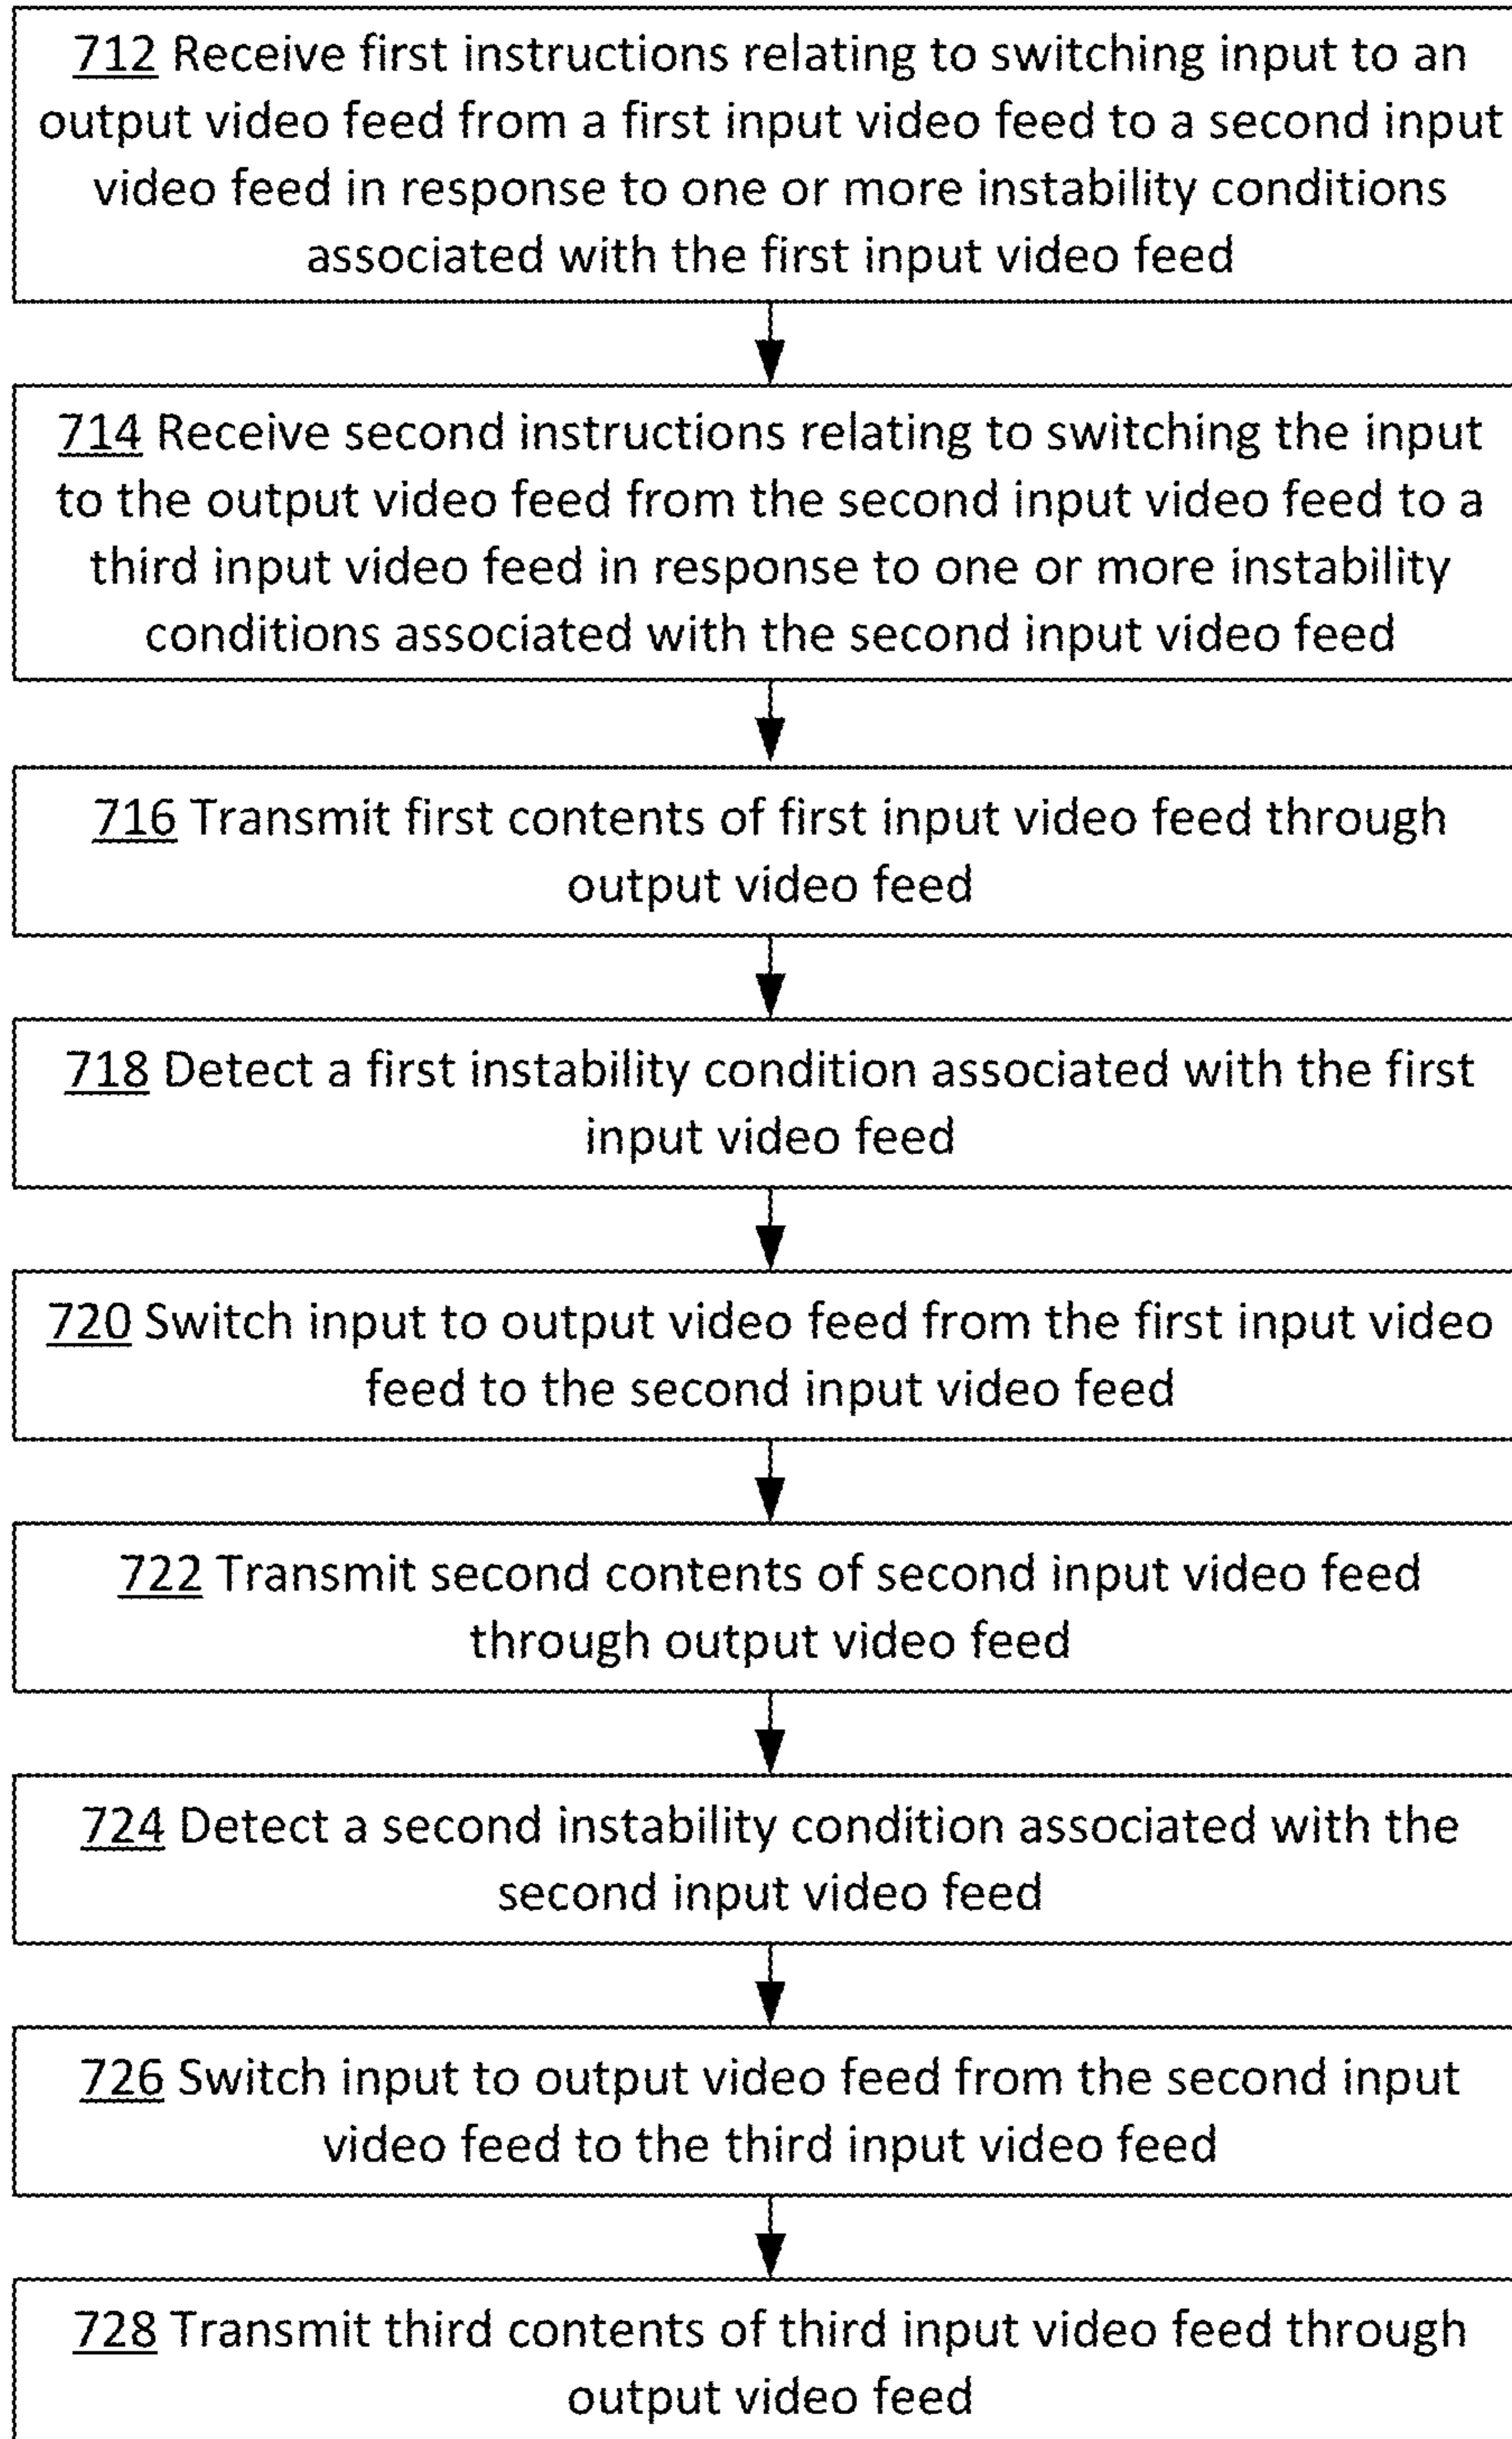 712 Receive first instructions relating to switching input to an
output video feed from a first input video feed to a second input
video feed in response to one or more instability conditions
associated with the first input video feed
714 Receive second instructions relating to switching the input
to the output video feed from the second input video feed to a
third input video feed in response to one or more instability
conditions associated with the second input video feed
716 Transmit first contents of first input video feed through
output video feed
718 Detect a first instability condition associated with the first
input video feed
720 Switch input to output video feed from the first input video
feed to the second input video feed
722 Transmit second contents of second input video feed
through output video feed
724 Detect a second instability condition associated with the
second input video feed
726 Switch input to output video feed from the second input
video feed to the third input video feed
728 Transmit third contents of third input video feed through
output video feed